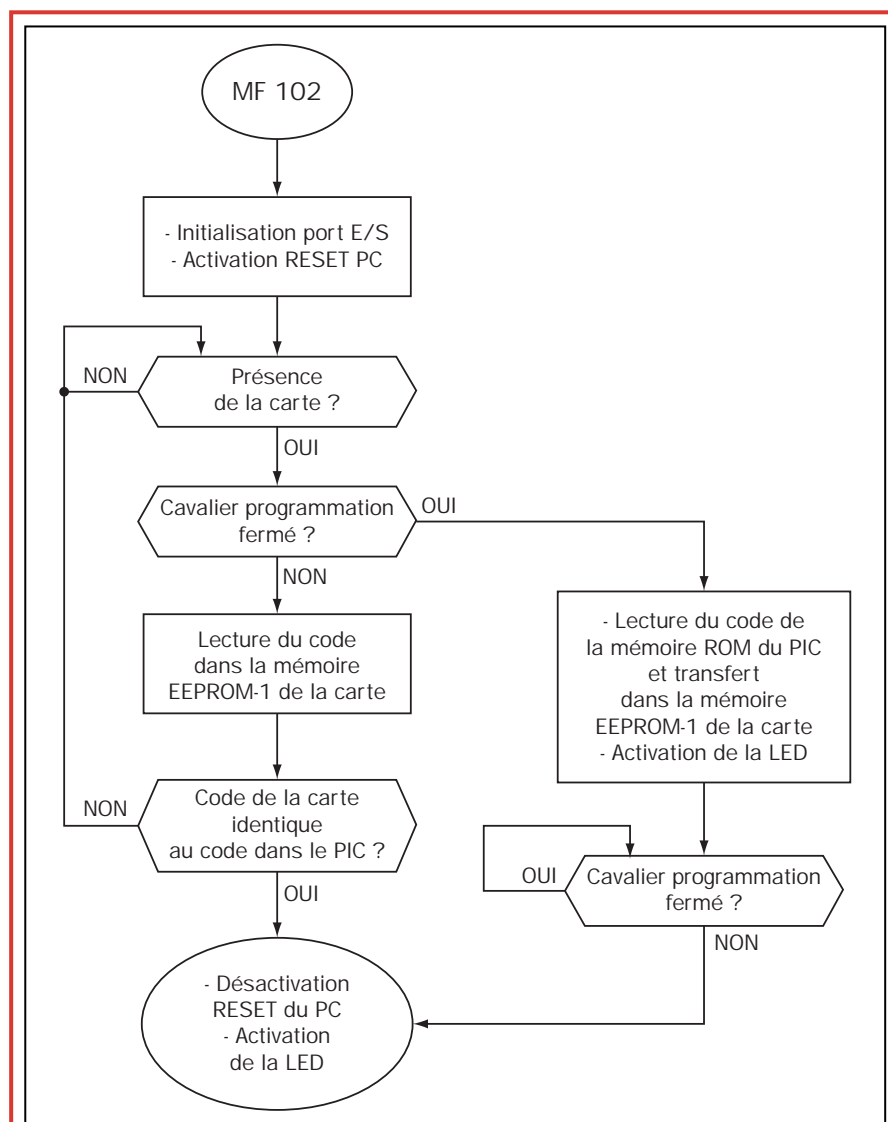 MF 102
- Initialisation port E/S
- Activation RESET PC
NON
Présence
de la carte ?
OUI
Cavalier programmation
fermé ?
OUI
NON
Lecture du code
dans la mémoire
EEPROM-1 de la carte
- Lecture du code de
la mémoire ROM du PIC
et transfert
dans la mémoire
EEPROM-1 de la carte
- Activation de la LED
NON
Code de la carte
identique
au code dans le PIC ?
OUI
OUI
Cavalier programmation
fermé ?
NON
- Désactivation
RESET du PC
- Activation
de la LED